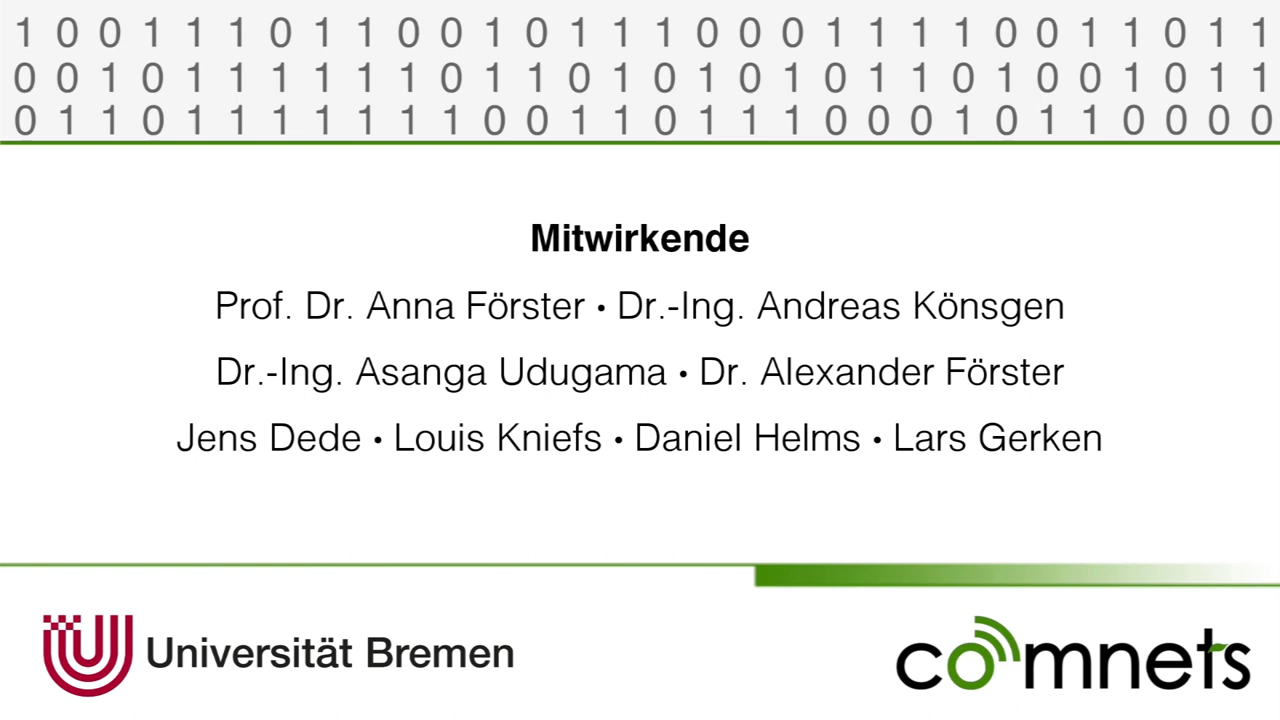 1 0 0 1 1 1 0 1 1 0 0 1 0 1 1 1 0 0 0 1 1 1 1 0 0 1 1 0 1 1
0 0 1 0 1 1 1 1 1 1 0 1 1 0 1 0 1 0 1 0 1 1 0 1 0 0 1 0 1 1
0 1 1 0 1 1 1 1 1 1 1 0 0 1 1 0 1 1 1 0 0 0 1 0 1 1 0 0 0 0
Mitwirkende
Prof. Dr. Anna Förster • Dr.-Ing. Andreas Könsgen
Dr.-Ing. Asanga Udugama • Dr. Alexander Förster
Jens Dede • Louis Kniefs • Daniel Helms • Lars Gerken
Universität Bremen
comnets